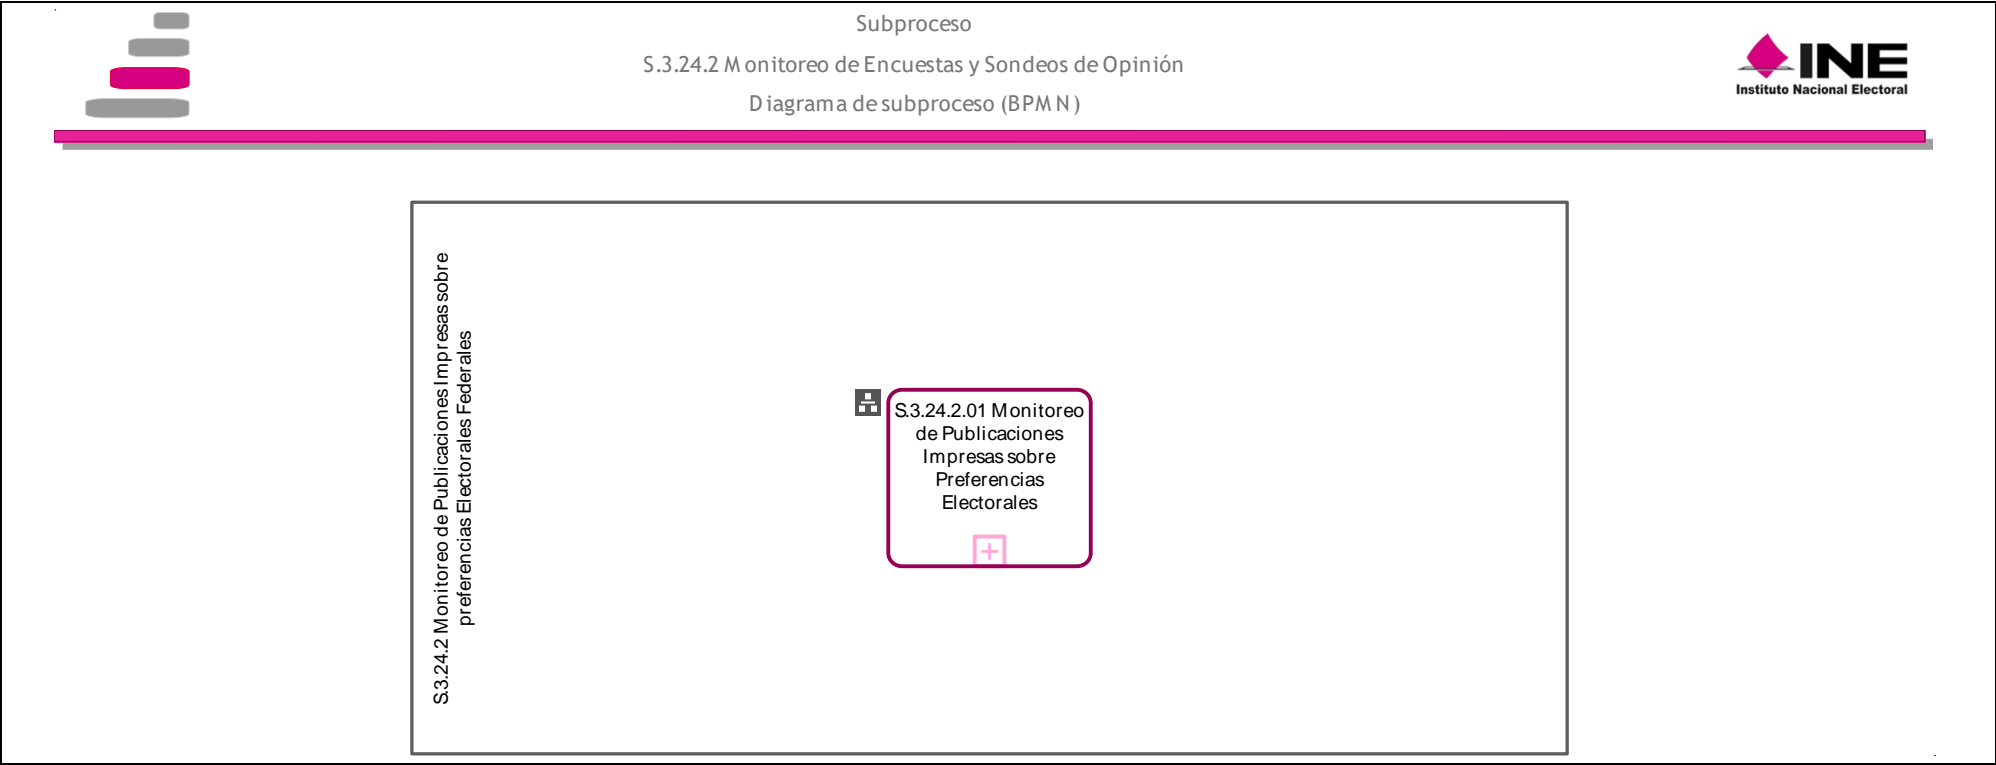 Subproceso
S.3.24.2 Monitoreo de Encuestas y Sondeos de Opinión
Diagrama de subproceso (BPMN)
INE
Instituto Nacional Electoral
S.3.24.2 Monitoreo de Publicaciones Impresas sobre
preferencias Electorales Federales
S.3.24.2.01 Monitoreo
de Publicaciones
Impresas sobre
Preferencias
Electorales